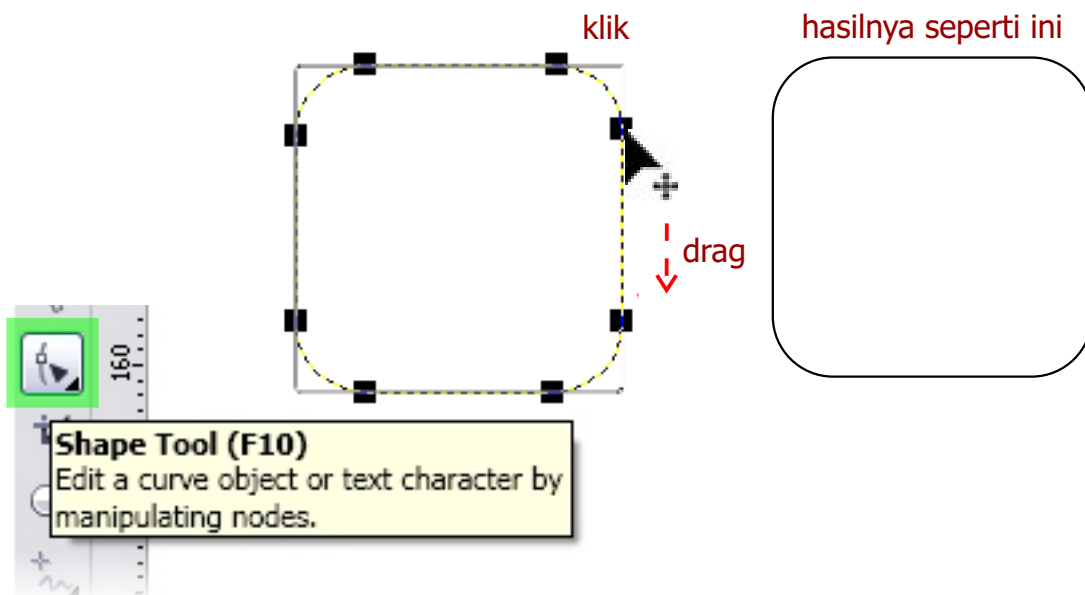 klik
hasilnya seperti ini
drag
160
Shape Tool (F10)
Edit a curve object or text character by
manipulating nodes.